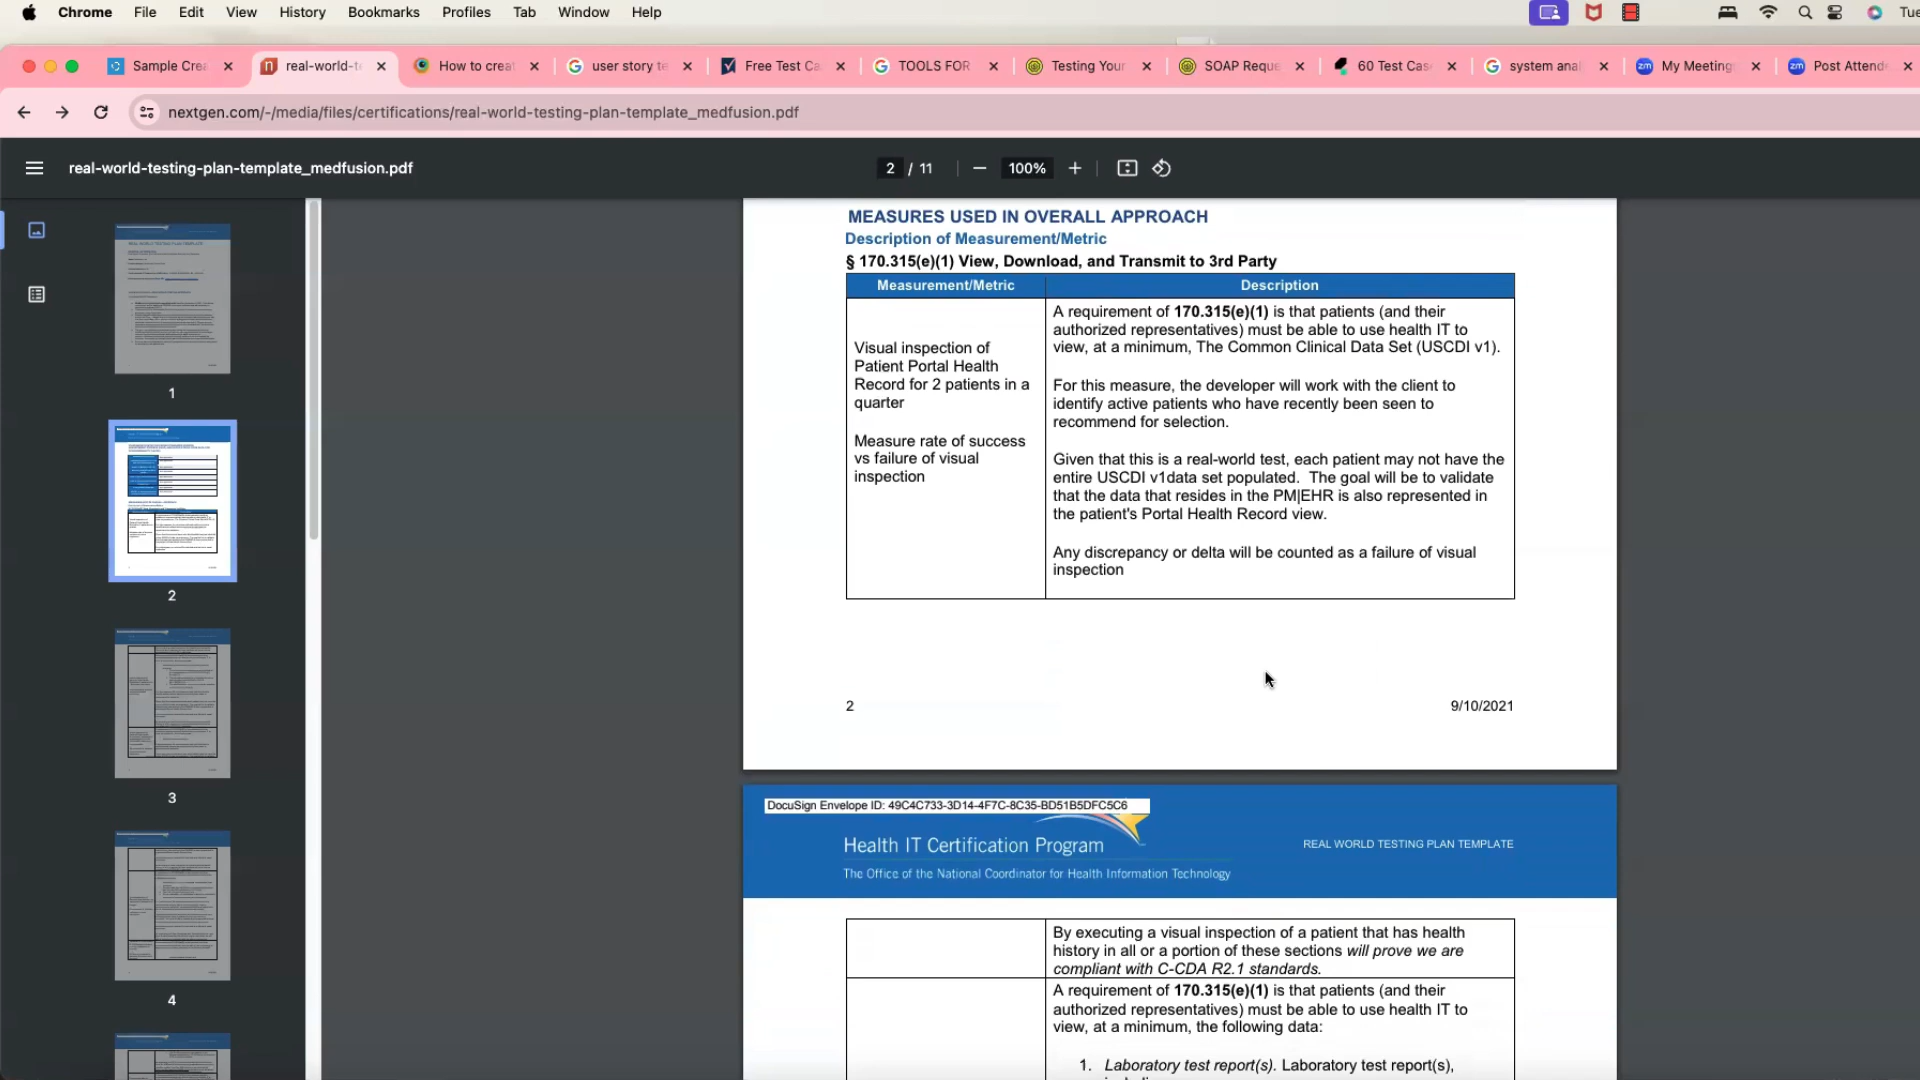 Chrome File Edit View History Bookmarks Profiles Tab Window Help
Tue
Sample Crea real-world-t How to creat user story te Free Test Ca TOOLS FOR Testing Your SOAP Reque 60 Test Cas system anal My Meeting Post Attend
nextgen.com/-/media/files/certifications/real-world-testing-plan-template_medfusion.pdf
real-world-testing-plan-template_medfusion.pdf
2 / 11 100%
1
2
3
4
MEASURES USED IN OVERALL APPROACH
Description of Measurement/Metric
§ 170.315(e)(1) View, Download, and Transmit to 3rd Party
Measurement/Metric
Description
Visual inspection of
Patient Portal Health
Record for 2 patients in a
quarter
Measure rate of success
vs failure of visual
inspection
A requirement of 170.315(e)(1) is that patients (and their
authorized representatives) must be able to use health IT to
view, at a minimum, The Common Clinical Data Set (USCDI v1).
For this measure, the developer will work with the client to
identify active patients who have recently been seen to
recommend for selection.
Given that this is a real-world test, each patient may not have the
entire USCDI v1data set populated. The goal will be to validate
that the data that resides in the PM|EHR is also represented in
the patient's Portal Health Record view.
Any discrepancy or delta will be counted as a failure of visual
inspection
2
9/10/2021
DocuSign Envelope ID: 49C4C733-3D14-4F7C-8C35-BD51B5DFC5C6
Health IT Certification Program
REAL WORLD TESTING PLAN TEMPLATE
The Office of the National Coordinator for Health Information Technology
By executing a visual inspection of a patient that has health
history in all or a portion of these sections will prove we are
compliant with C-CDA R2.1 standards.
A requirement of 170.315(e)(1) is that patients (and their
authorized representatives) must be able to use health IT to
view, at a minimum, the following data:
1. Laboratory test report(s). Laboratory test report(s),